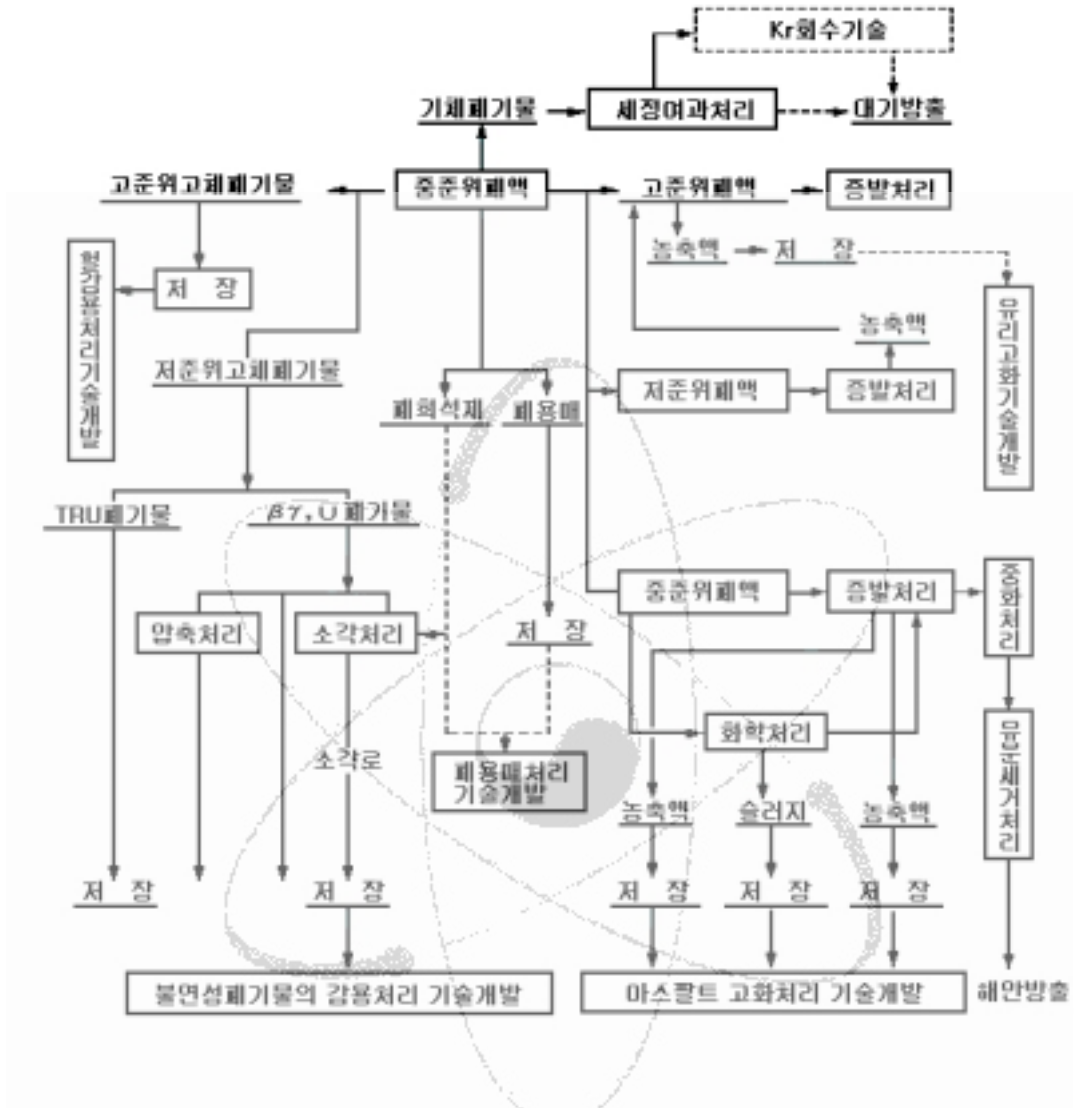 Kr회수기술
기체폐기물
세정여과처리
대기방출
고준위고체폐기물
중준위폐액
고준위폐액
증발처리
농축액
저 장
저 장
유리고화기술개발
농축액
저준위고체폐기물
저준위폐액
증발처리
폐희석제
폐용매
TRU폐기물
βγ, U폐기물
중준위폐액
증발처리
중화처리
압축처리
소각처리
저 장
화학처리
소각로
폐용매처리
기술개발
농축액
슬러지
농축액
저 장
저 장
저 장
저 장
저 장
불연성폐기물의 감용처리 기술개발
아스팔트 고화처리 기술개발
해안방출